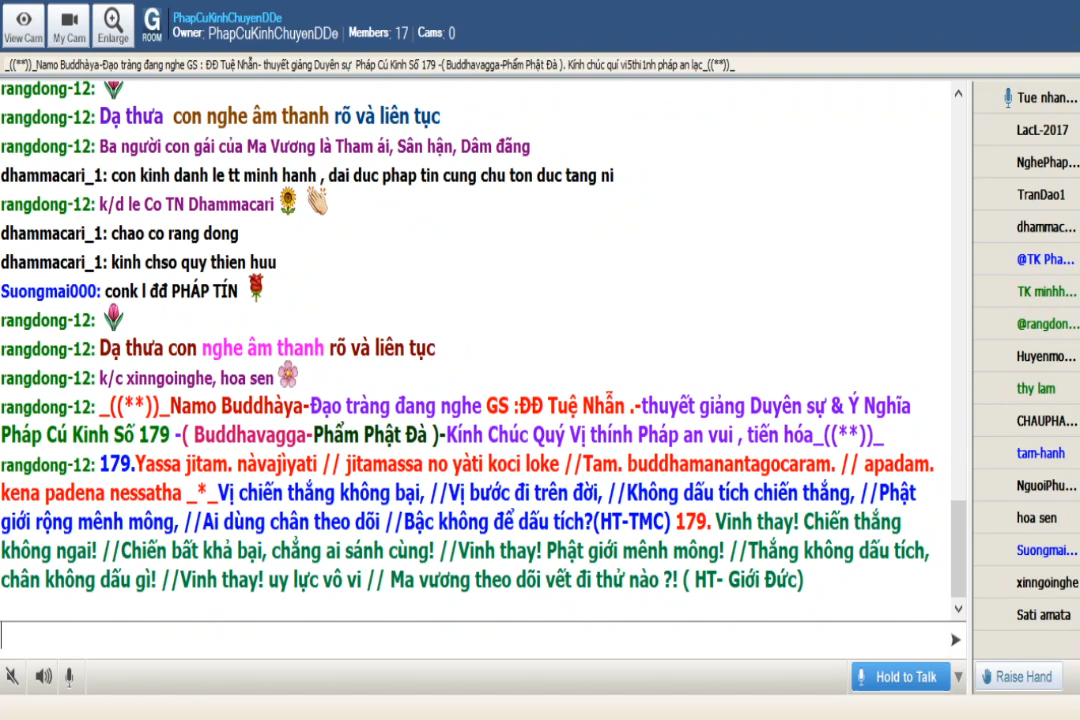 PhapCuKinhChuyenDDe
Owner: PhapCuKinhChuyenDDe | Members: 17 | Cams: 0
View Cam
My Cam
Enlarge
G ROOM
_((**))_Namo Buddhàya-Đạo tràng đang nghe GS : ĐĐ Tuệ Nhẫn- thuyết giảng Duyên sự Pháp Cú Kinh Số 179 -( Buddhavagga-Phẩm Phật Đà ). Kính chúc quí vi5thi1nh pháp an lạc_((**))_
rangdong-12:
rangdong-12: Dạ thưa con nghe âm thanh rõ và liên tục
rangdong-12: Ba người con gái của Ma Vương là Tham ái, Sân hận, Dâm đãng
dhammacari_1: con kinh danh le tt minh hanh , dai duc phap tin cung chu ton duc tang ni
rangdong-12: k/d le Co TN Dhammacari
dhammacari_1: chao co rang dong
dhammacari_1: kinh chso quy thien huu
Suongmai000: conk l đđ PHÁP TÍN
rangdong-12:
rangdong-12: Dạ thưa con nghe âm thanh rõ và liên tục
rangdong-12: k/c xinngoinghe, hoa sen
rangdong-12: _((**))_Namo Buddhàya-Đạo tràng đang nghe GS :ĐĐ Tuệ Nhẫn .-thuyết giảng Duyên sự & Ý Nghĩa
Pháp Cú Kinh Số 179 -( Buddhavagga-Phẩm Phật Đà )-Kính Chúc Quý Vị thính Pháp an vui , tiến hóa_((**))_
rangdong-12: 179.Yassa jitam. nàvajìyati // jitamassa no yàti koci loke //Tam. buddhamanantagocaram. // apadam.
kena padena nessatha _*_Vị chiến thắng không bại, //Vị bước đi trên đời, //Không dấu tích chiến thắng, //Phật
giới rộng mênh mông, //Ai dùng chân theo dõi //Bậc không để dấu tích?(HT-TMC) 179. Vinh thay! Chiến thắng
không ngai! //Chiến bất khả bại, chẳng ai sánh cùng! //Vinh thay! Phật giới mênh mông! //Thắng không dấu tích,
chân không dấu gì! //Vinh thay! uy lực vô vi // Ma vương theo dõi vết đi thử nào ?! ( HT- Giới Đức)
Tue nhan...
LacL-2017
NghePhap...
TranDao1
dhammac...
@TK Pha...
TK minhh...
@rangdon...
Huyenmo...
thy lam
CHAUPHA...
tam-hanh
NguoiPhu...
hoa sen
Suongmai...
xinngoinghe
Sati amata
Hold to Talk
Raise Hand